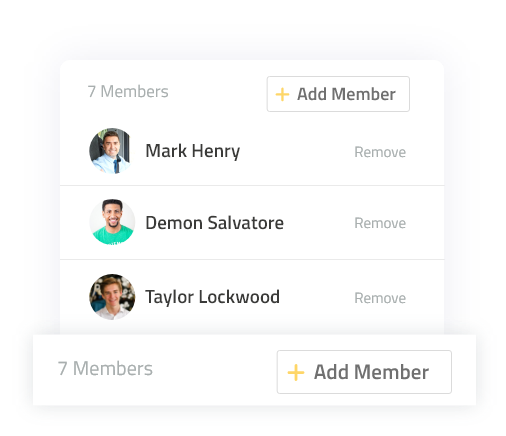 7 Members + Add Member
Mark Henry Remove
Demon Salvatore Remove
Taylor Lockwood Remove
7 Members + Add Member